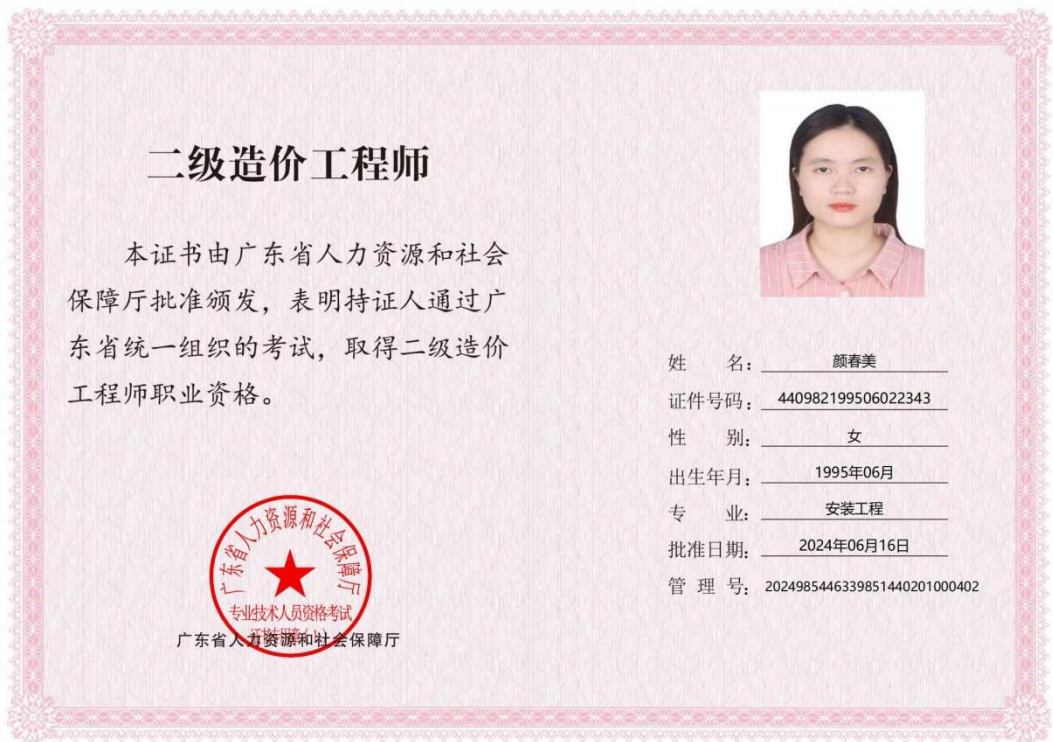 二级造价工程师
本证书由广东省人力资源和社会
保障厅批准颁发，表明持证人通过广
东省统一组织的考试，取得二级造价
工程师职业资格。
广东省人力资源和社会保障厅
专业技术人员资格考试
广东省人力资源和社会保障厅
姓名：颜春美
证件号码：440982199506022343
性别：女
出生年月：1995年06月
专业：安装工程
批准日期：2024年06月16日
管理号：2024985446339851440201000402